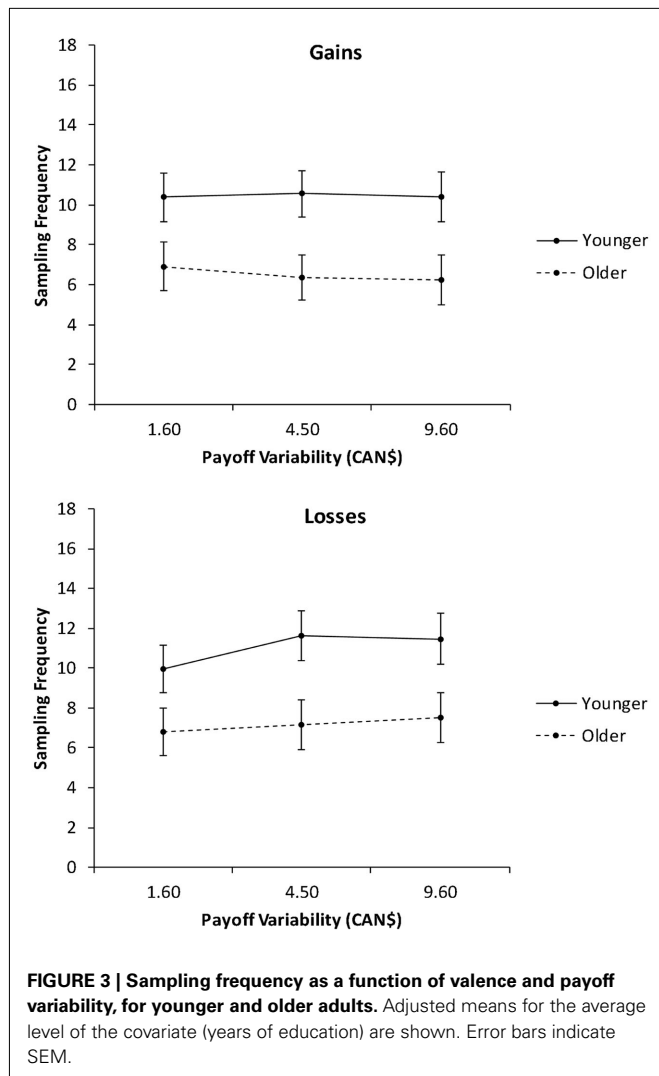 Gains
18
16
14
12
10
8
6
4
2
0
Sampling Frequency
1.60 4.50 9.60
Payoff Variability (CAN$)
Younger
Older
Losses
18
16
14
12
10
8
6
4
2
0
Sampling Frequency
1.60 4.50 9.60
Payoff Variability (CAN$)
Younger
Older
FIGURE 3 | Sampling frequency as a function of valence and payoff
variability, for younger and older adults. Adjusted means for the average
level of the covariate (years of education) are shown. Error bars indicate
SEM.